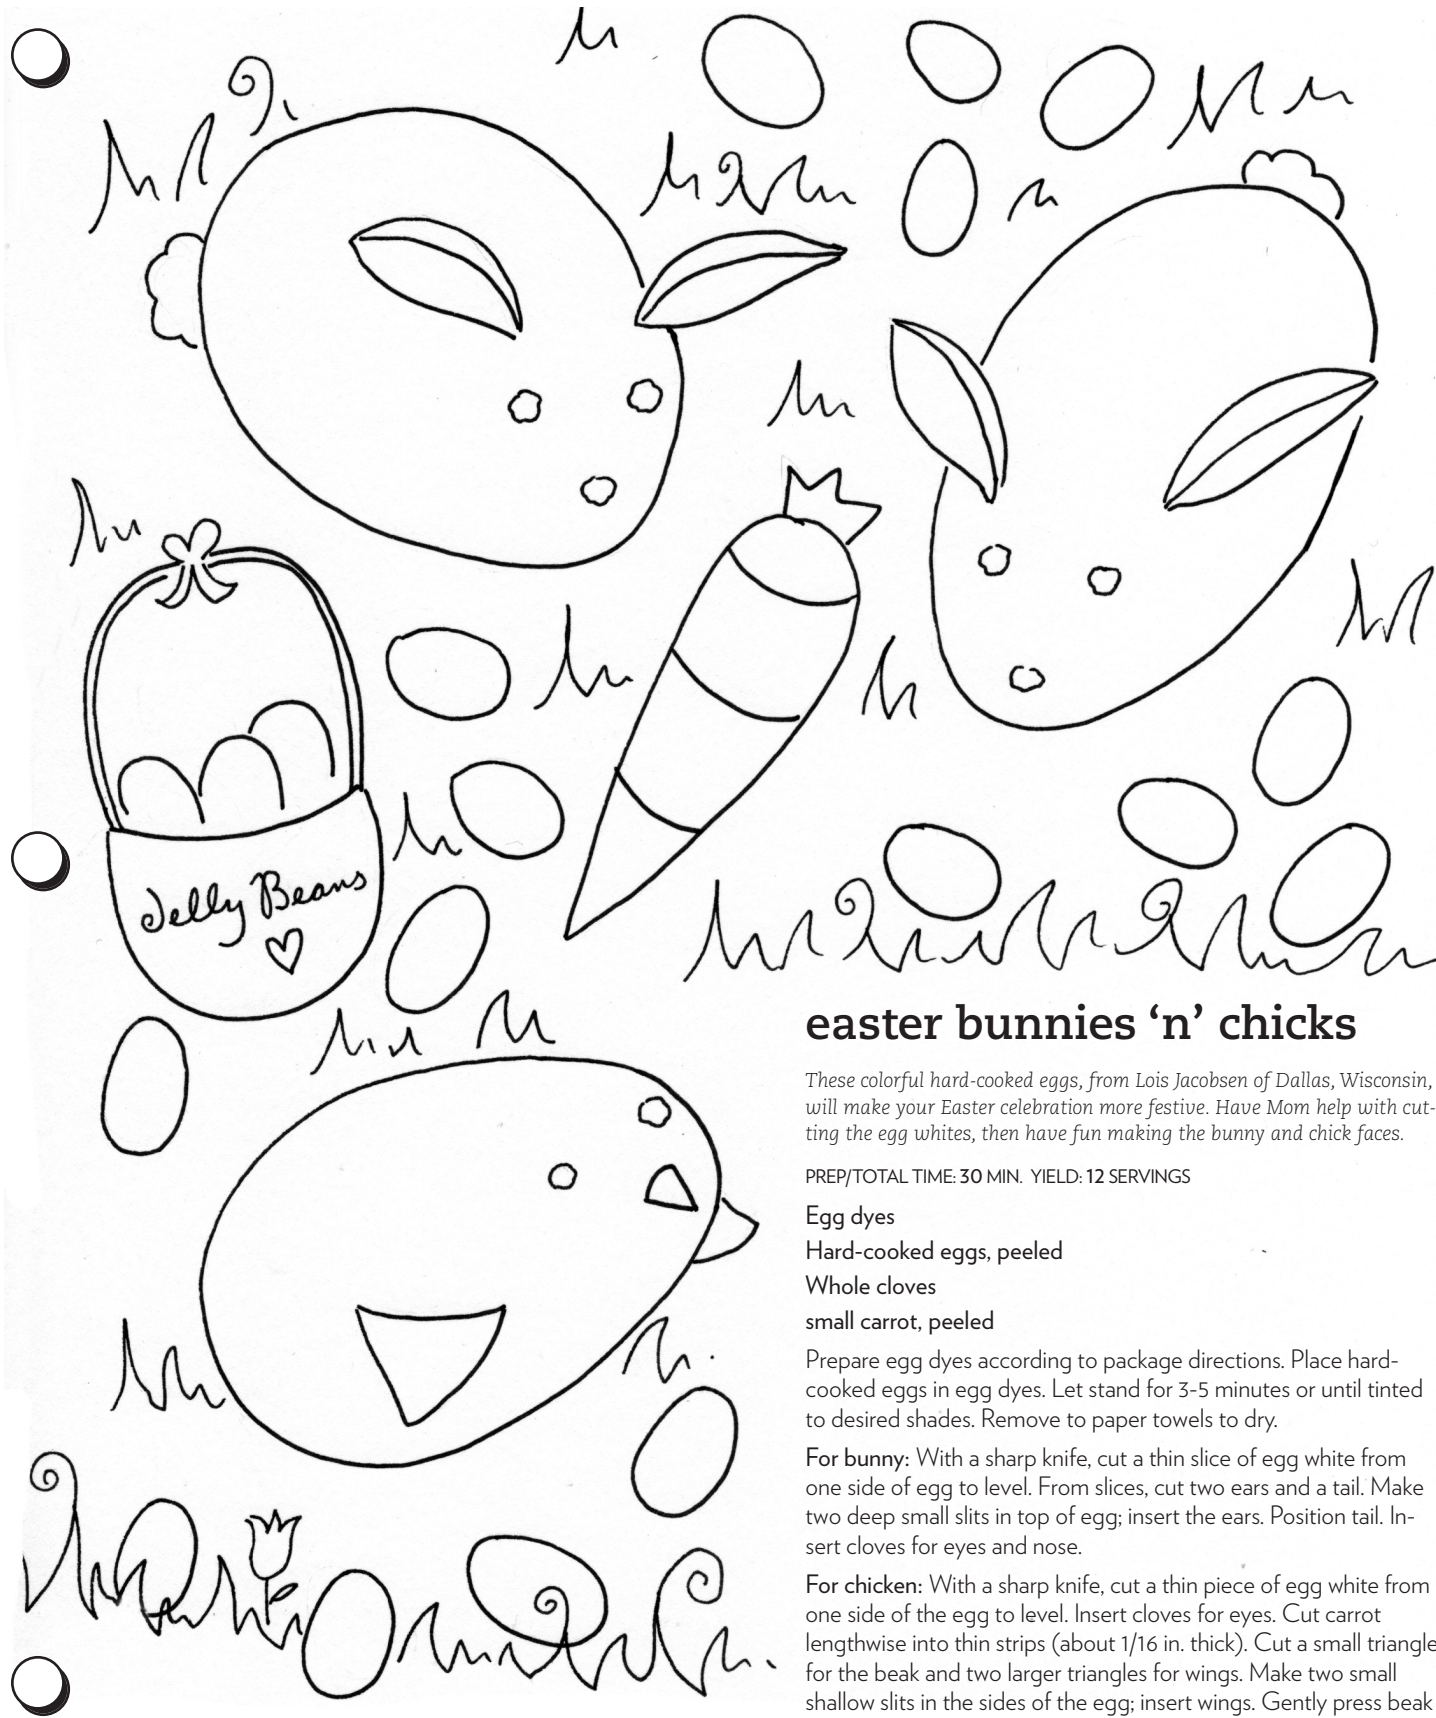 Jelly Beans
easter bunnies ‘n’ chicks
These colorful hard-cooked eggs, from Lois Jacobsen of Dallas, Wisconsin,
will make your Easter celebration more festive. Have Mom help with cut-
ting the egg whites, then have fun making the bunny and chick faces.
PREP/TOTAL TIME: 30 MIN. YIELD: 12 SERVINGS
Egg dyes
Hard-cooked eggs, peeled
Whole cloves
small carrot, peeled
Prepare egg dyes according to package directions. Place hard-
cooked eggs in egg dyes. Let stand for 3-5 minutes or until tinted
to desired shades. Remove to paper towels to dry.
For bunny: With a sharp knife, cut a thin slice of egg white from
one side of egg to level. From slices, cut two ears and a tail. Make
two deep small slits in top of egg; insert the ears. Position tail. In-
sert cloves for eyes and nose.
For chicken: With a sharp knife, cut a thin piece of egg white from
one side of the egg to level. Insert cloves for eyes. Cut carrot
lengthwise into thin strips (about 1/16 in. thick). Cut a small triangle
for the beak and two larger triangles for wings. Make two small
shallow slits in the sides of the egg; insert wings. Gently press beak